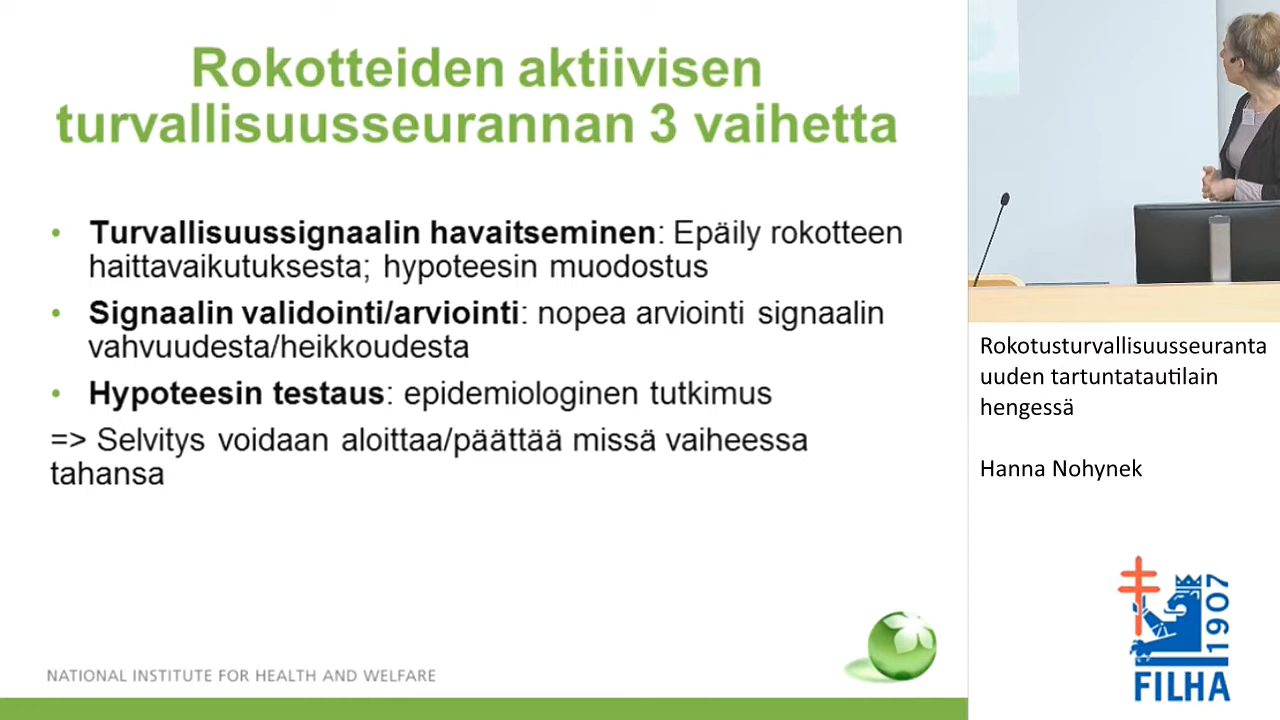 Rokotteiden aktiivisen
turvallisuusseurannan 3 vaihetta
• Turvallisuussignaalin havaitseminen: Epäily rokotteen
haittavaikutuksesta; hypoteesin muodostus
• Signaalin validointi/arviointi: nopea arviointi signaalin
vahvuudesta/heikkoudesta
• Hypoteesin testaus: epidemiologinen tutkimus
=> Selvitys voidaan aloittaa/päättää missä vaiheessa
tahansa
NATIONAL INSTITUTE FOR HEALTH AND WELFARE
Rokotusturvallisuusseuranta
uuden tartuntatautilain
hengessä
Hanna Nohynek
1907
FILHA